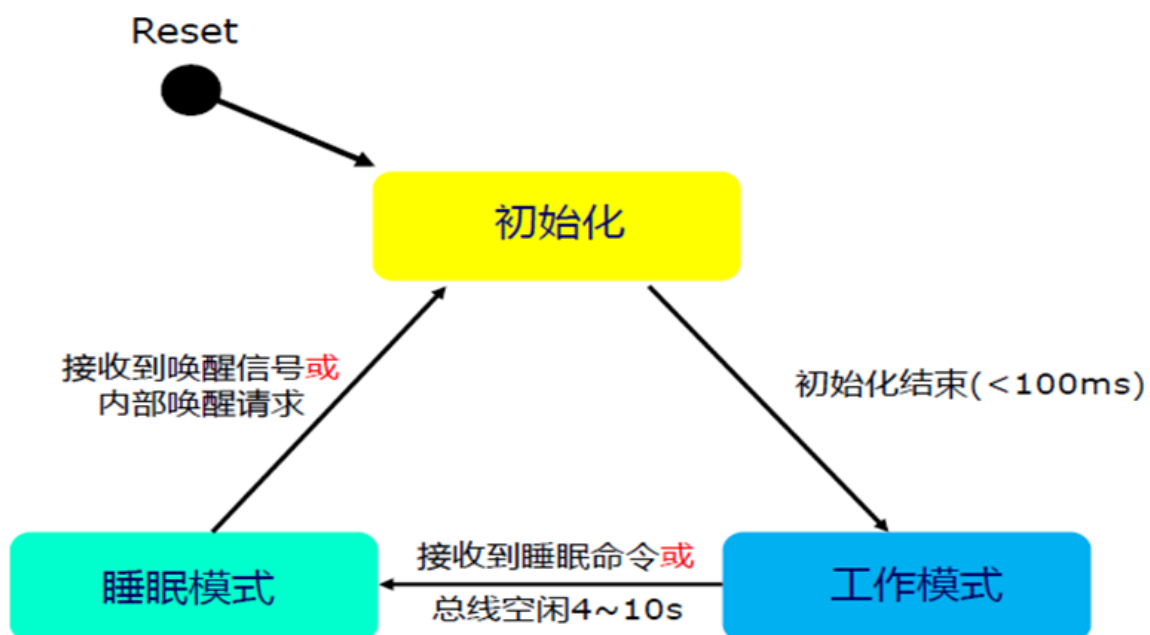 Reset
初始化
接收到唤醒信号或
内部唤醒请求
初始化结束(<100ms)
接收到睡眠命令或
总线空闲4~10s
睡眠模式
工作模式